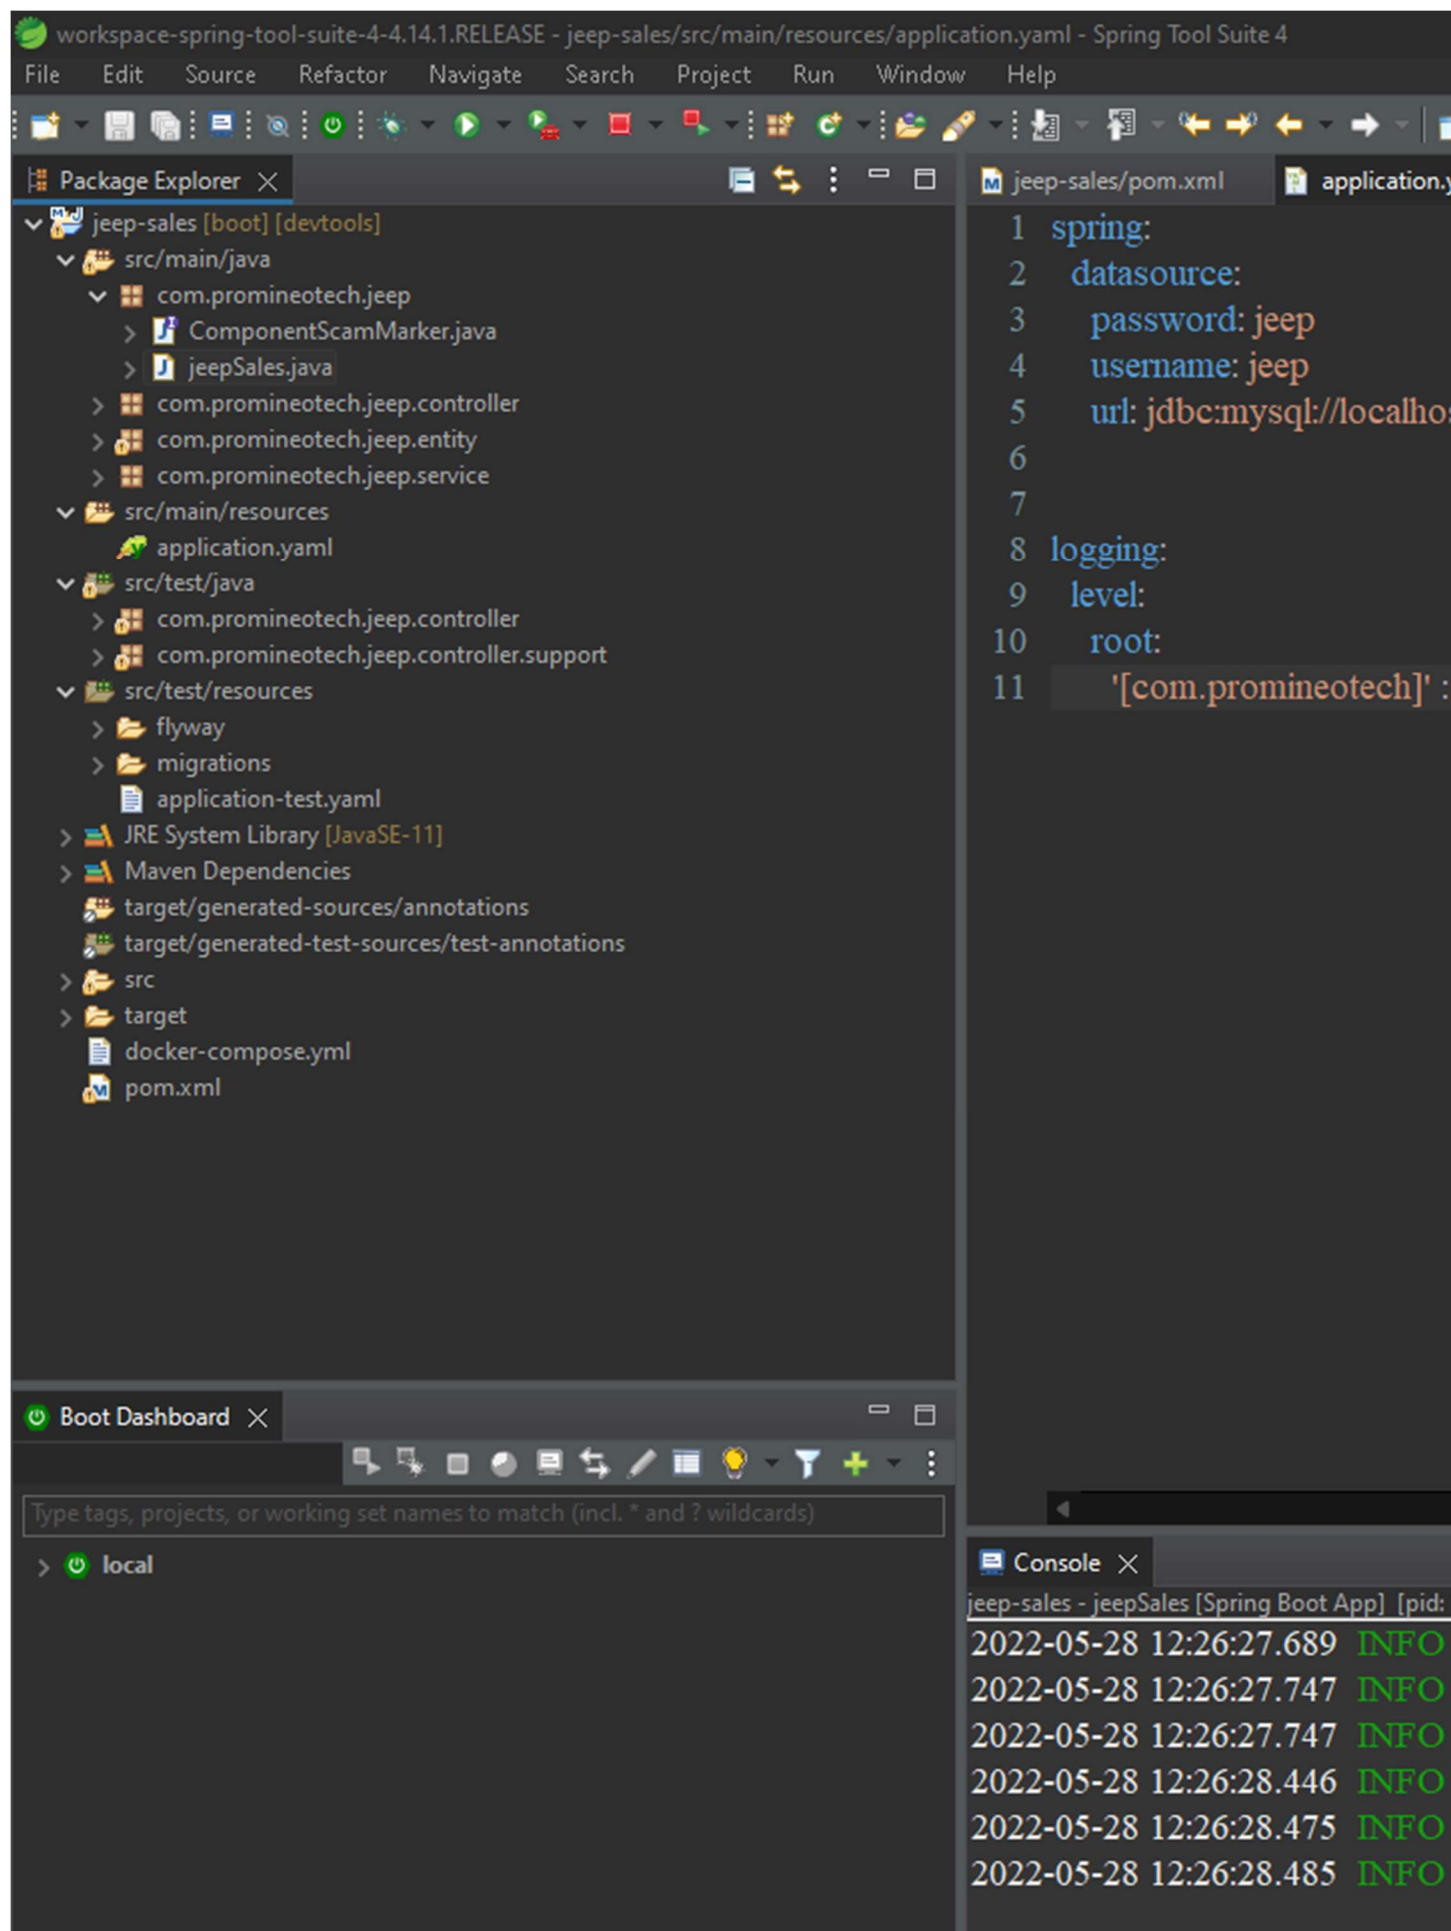 workspace-spring-tool-suite-4-4.14.1.RELEASE - jeep-sales/src/main/resources/application.yaml - Spring Tool Suite 4
File Edit Source Refactor Navigate Search Project Run Window Help
Package Explorer
jeep-sales [boot] [devtools]
src/main/java
com.promineotech.jeep
ComponentScamMarker.java
jeepSales.java
com.promineotech.jeep.controller
com.promineotech.jeep.entity
com.promineotech.jeep.service
src/main/resources
application.yaml
src/test/java
com.promineotech.jeep.controller
com.promineotech.jeep.controller.support
src/test/resources
flyway
migrations
application-test.yaml
JRE System Library [JavaSE-11]
Maven Dependencies
target/generated-sources/annotations
target/generated-test-sources/test-annotations
src
target
docker-compose.yml
pom.xml
Boot Dashboard
Type tags, projects, or working set names to match (incl. * and ? wildcards)
local
jeep-sales/pom.xml application.y
1 spring:
2 datasource:
3 password: jeep
4 username: jeep
5 url: jdbc:mysql://localhos
6
7
8 logging:
9 level:
10 root:
11 '[com.promineotech]' :
Console
jeep-sales - jeepSales [Spring Boot App] [pid:
2022-05-28 12:26:27.689 INFO
2022-05-28 12:26:27.747 INFO
2022-05-28 12:26:27.747 INFO
2022-05-28 12:26:28.446 INFO
2022-05-28 12:26:28.475 INFO
2022-05-28 12:26:28.485 INFO